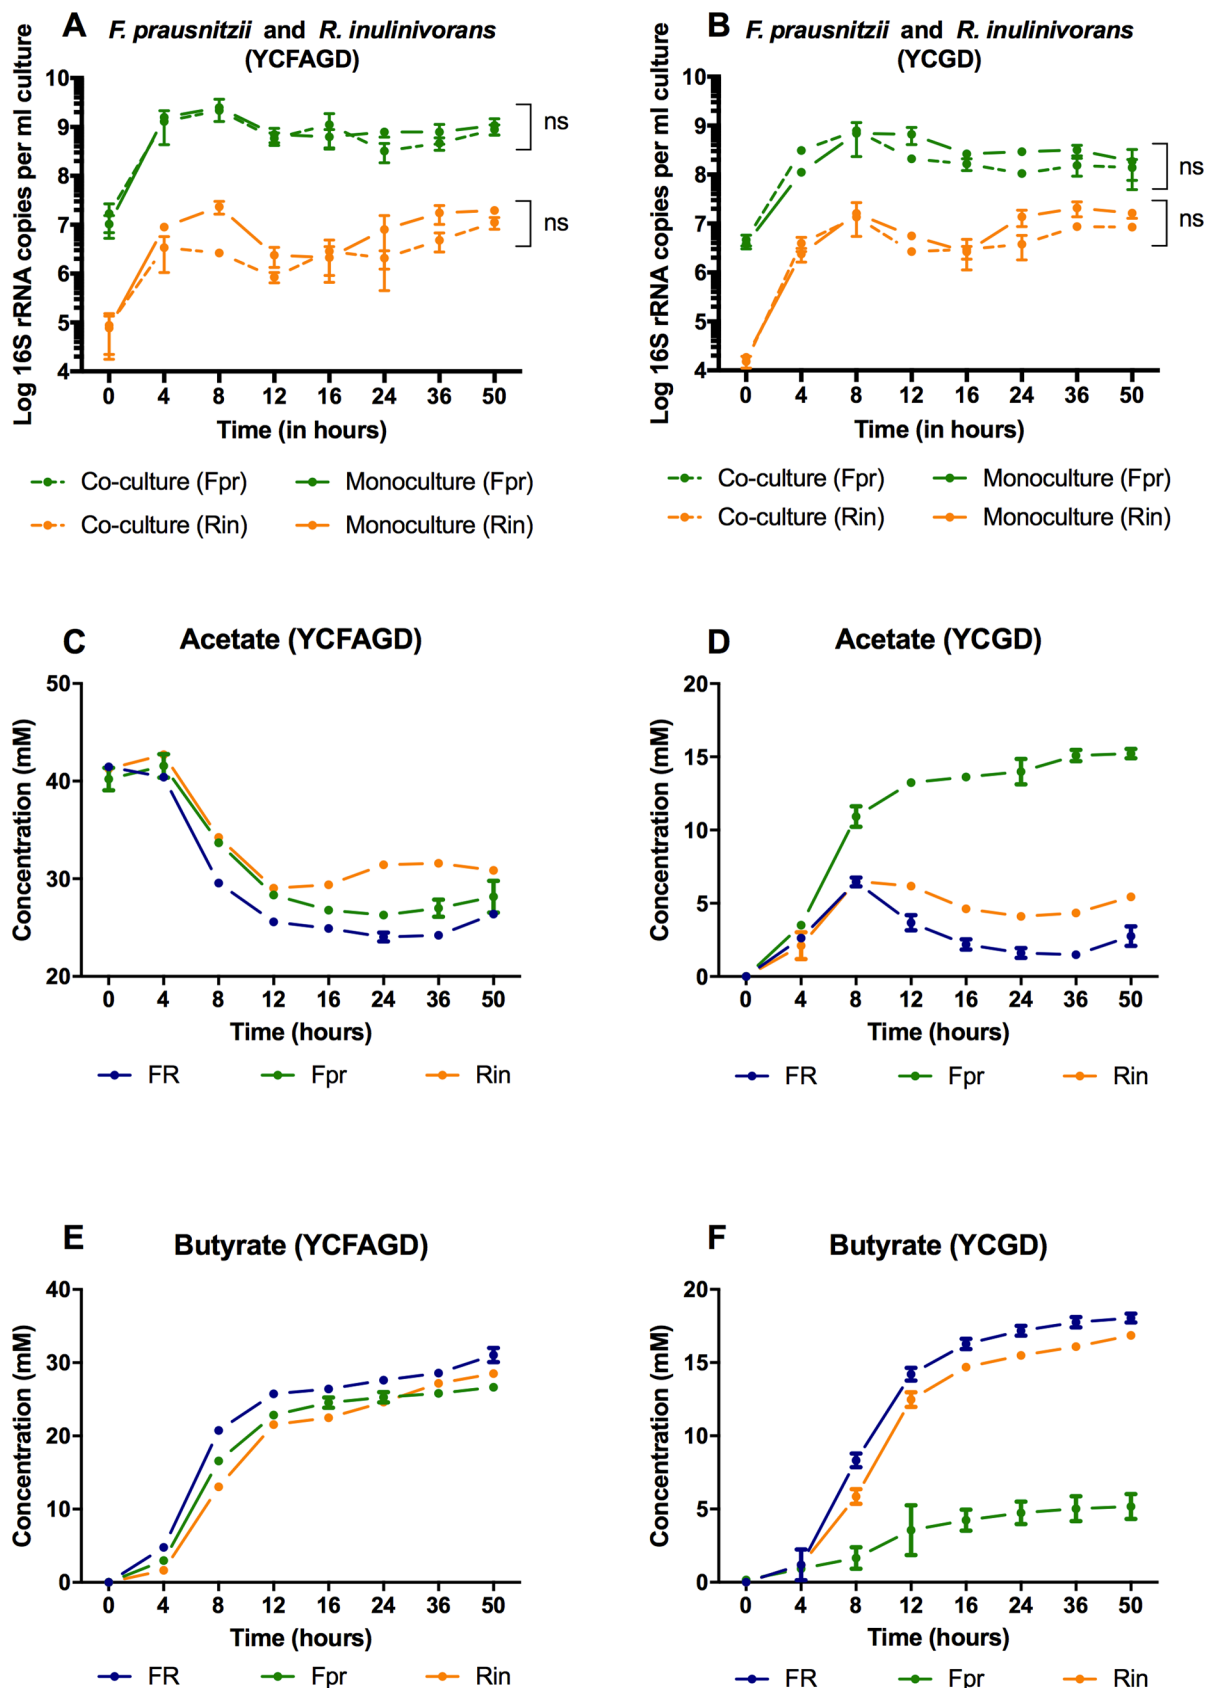 A F. prausnitzii and R. inulinivorans
(YCFAGD)
Log 16S rRNA copies per ml culture
10
9
8
7
6
5
4
ns
ns
0 4 8 12 16 24 36 50
Time (in hours)
Co-culture (Fpr) Monoculture (Fpr)
Co-culture (Rin) Monoculture (Rin)
B F. prausnitzii and R. inulinivorans
(YCGD)
Log 16S rRNA copies per ml culture
10
9
8
7
6
5
4
ns
ns
0 4 8 12 16 24 36 50
Time (in hours)
Co-culture (Fpr) Monoculture (Fpr)
Co-culture (Rin) Monoculture (Rin)
C Acetate (YCFAGD)
Concentration (mM)
50
40
30
20
0 4 8 12 16 24 36 50
Time (hours)
FR Fpr Rin
D Acetate (YCGD)
Concentration (mM)
20
15
10
5
0
0 4 8 12 16 24 36 50
Time (hours)
FR Fpr Rin
E Butyrate (YCFAGD)
Concentration (mM)
40
30
20
10
0
0 4 8 12 16 24 36 50
Time (hours)
FR Fpr Rin
F Butyrate (YCGD)
Concentration (mM)
20
15
10
5
0
0 4 8 12 16 24 36 50
Time (hours)
FR Fpr Rin